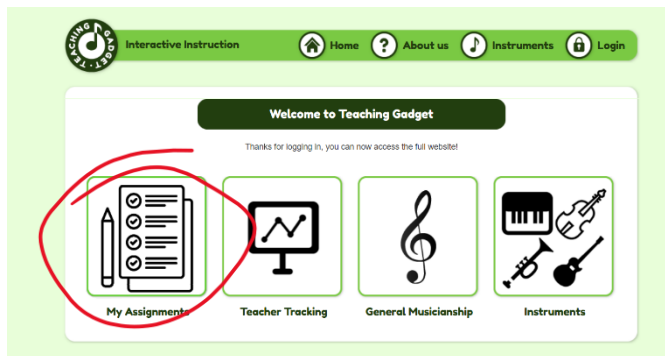 TEACHING GADGET
Interactive Instruction
Home
About us
Instruments
Login
Welcome to Teaching Gadget
Thanks for logging in, you can now access the full website!
My Assignments
Teacher Tracking
General Musicianship
Instruments